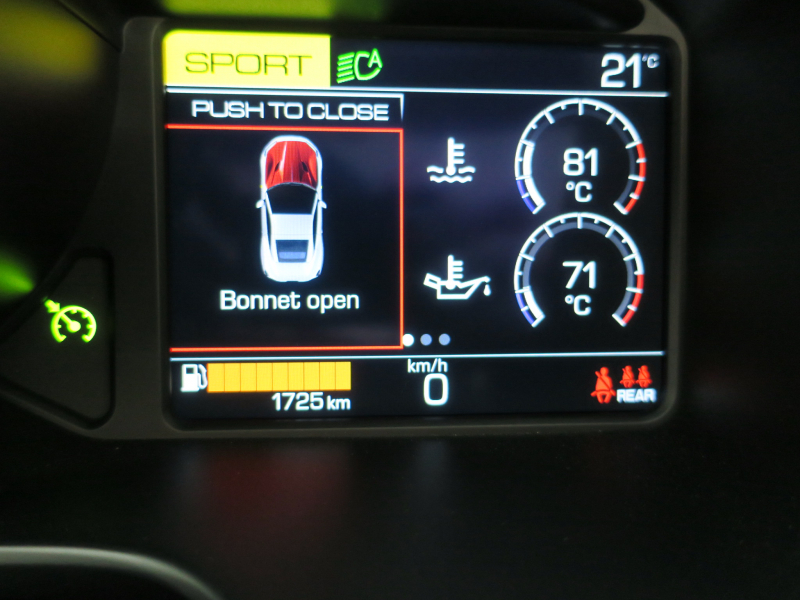 SPORT
A
21°C
PUSH TO CLOSE
81
°C
71
°C
Bonnet open
km/h
0
1725 km
REAR